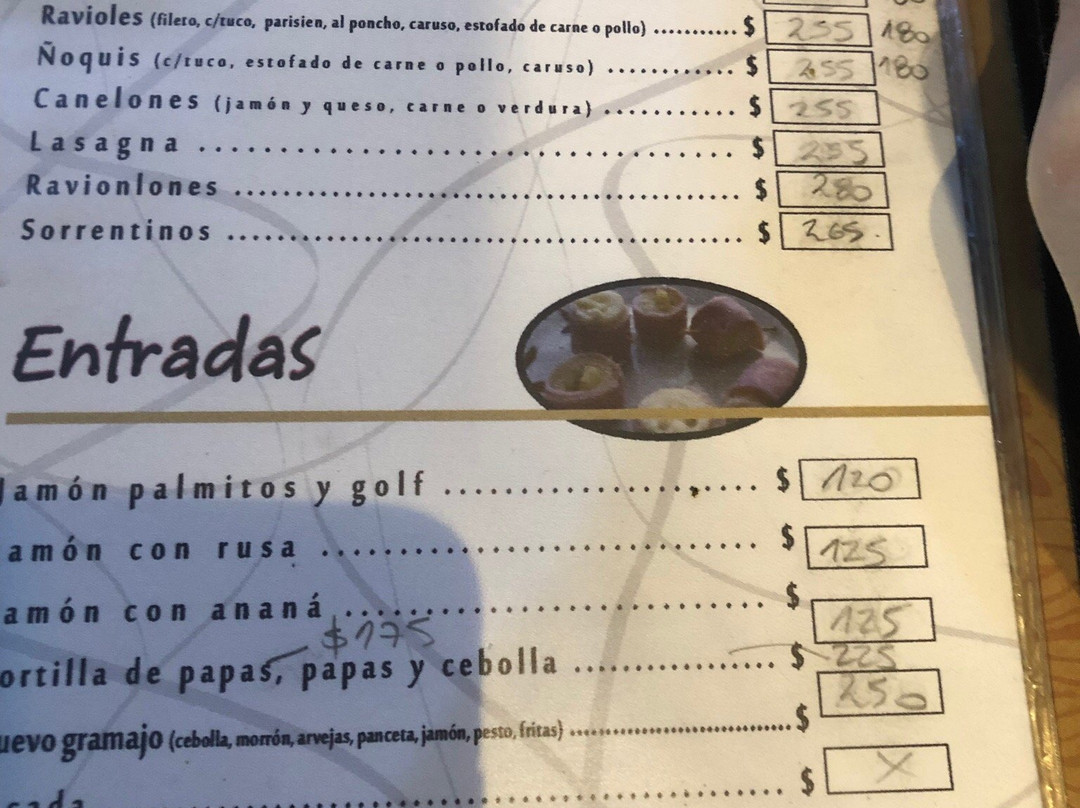 Ravioles (fileto, c/tuco, parisien, al poncho, caruso, estofado de carne o pollo) ........... $ 255 180
Ñoquis (c/tuco, estofado de carne o pollo, caruso) ............ $ 255 180
Canelones (jamón y queso, carne o verdura) ............ $ 255
Lasagna .................................... $ 255
Ravionlones .......................................... $ 280
Sorrentinos .......................................... $ 265
Entradas
Jamón palmitos y golf .................... $ 120
amón con rusa ............................ $ 125
amón con ananá ........................... $ 125
$175
ortilla de papas, papas y cebolla ................ $ 225
250
uevo gramajo (cebolla, morrón, arvejas, panceta, jamón, pesto, fritas) .................................... $
$ X